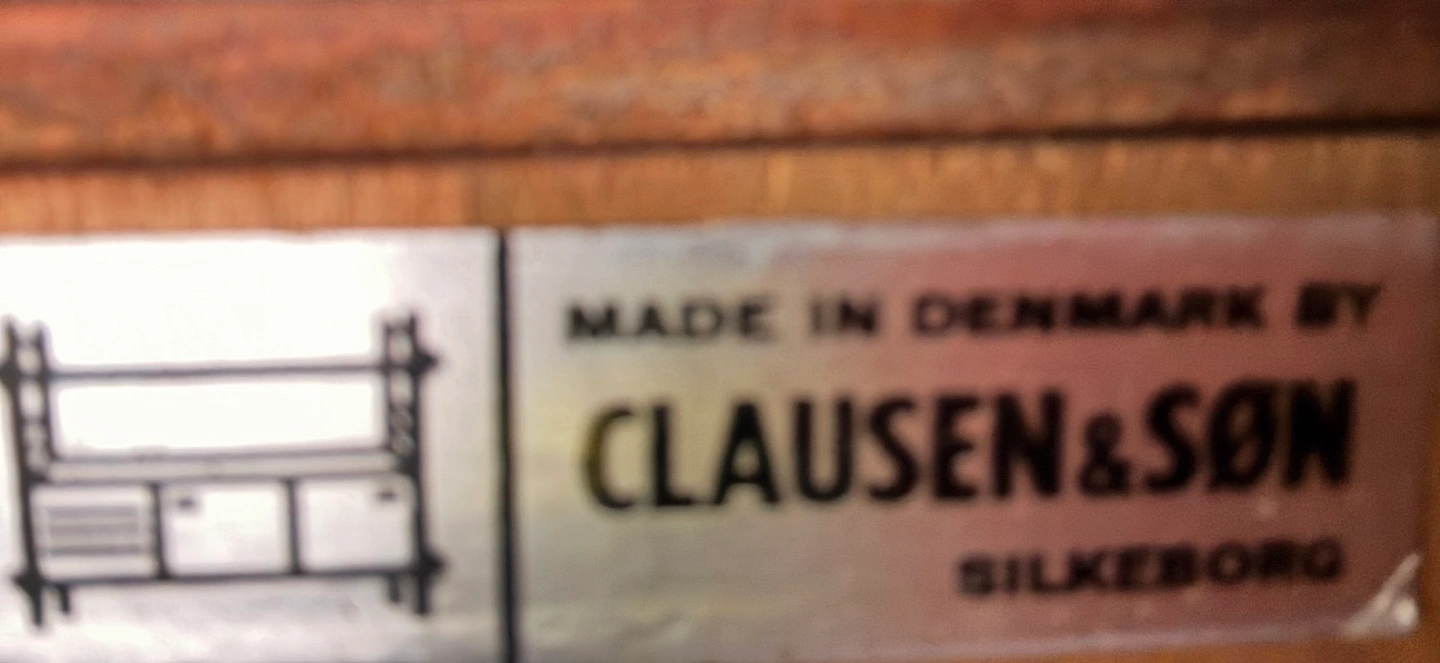 MADE IN DENMARK BY
CLAUSEN & SØN
SILKEBORG